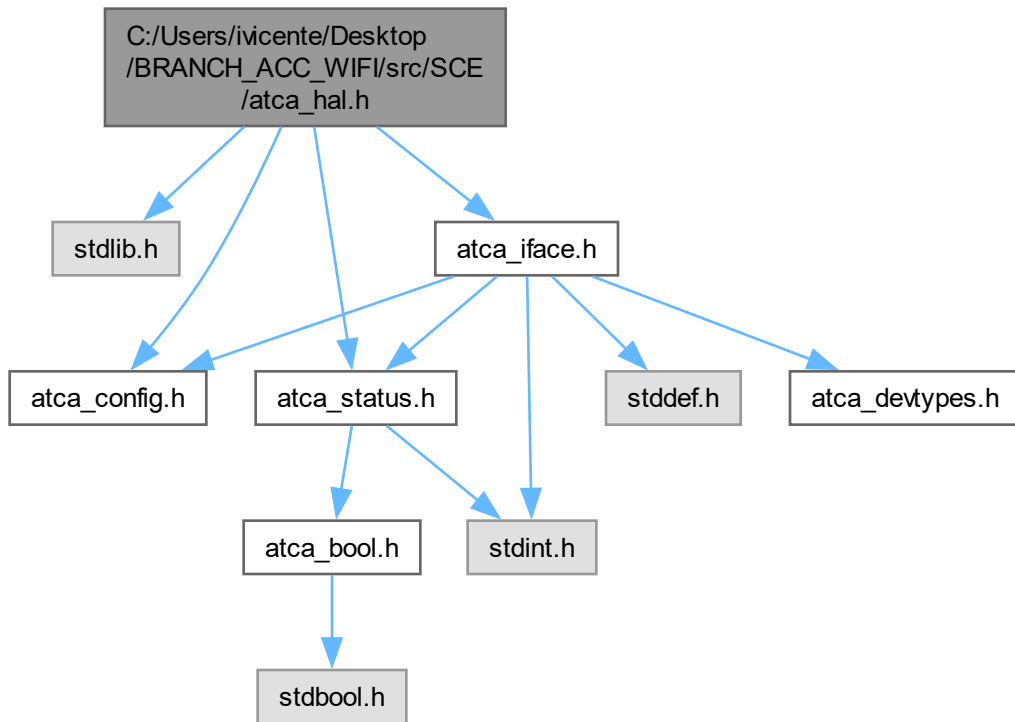 C:/Users/ivicente/Desktop
/BRANCH_ACC_WIFI/src/SCE
/atca_hal.h
stdlib.h
atca_iface.h
atca_config.h
atca_status.h
stddef.h
atca_devtypes.h
atca_bool.h
stdint.h
stdbool.h